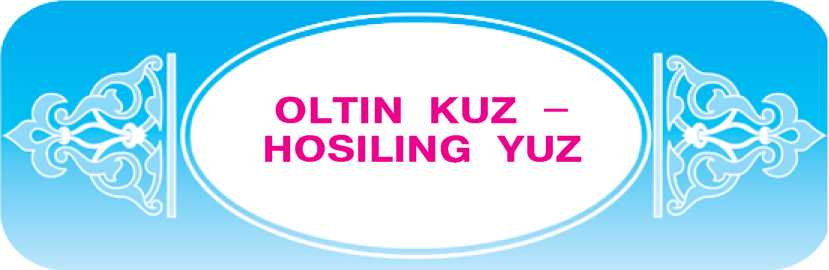 OLTIN KUZ –
HOSILING YUZ